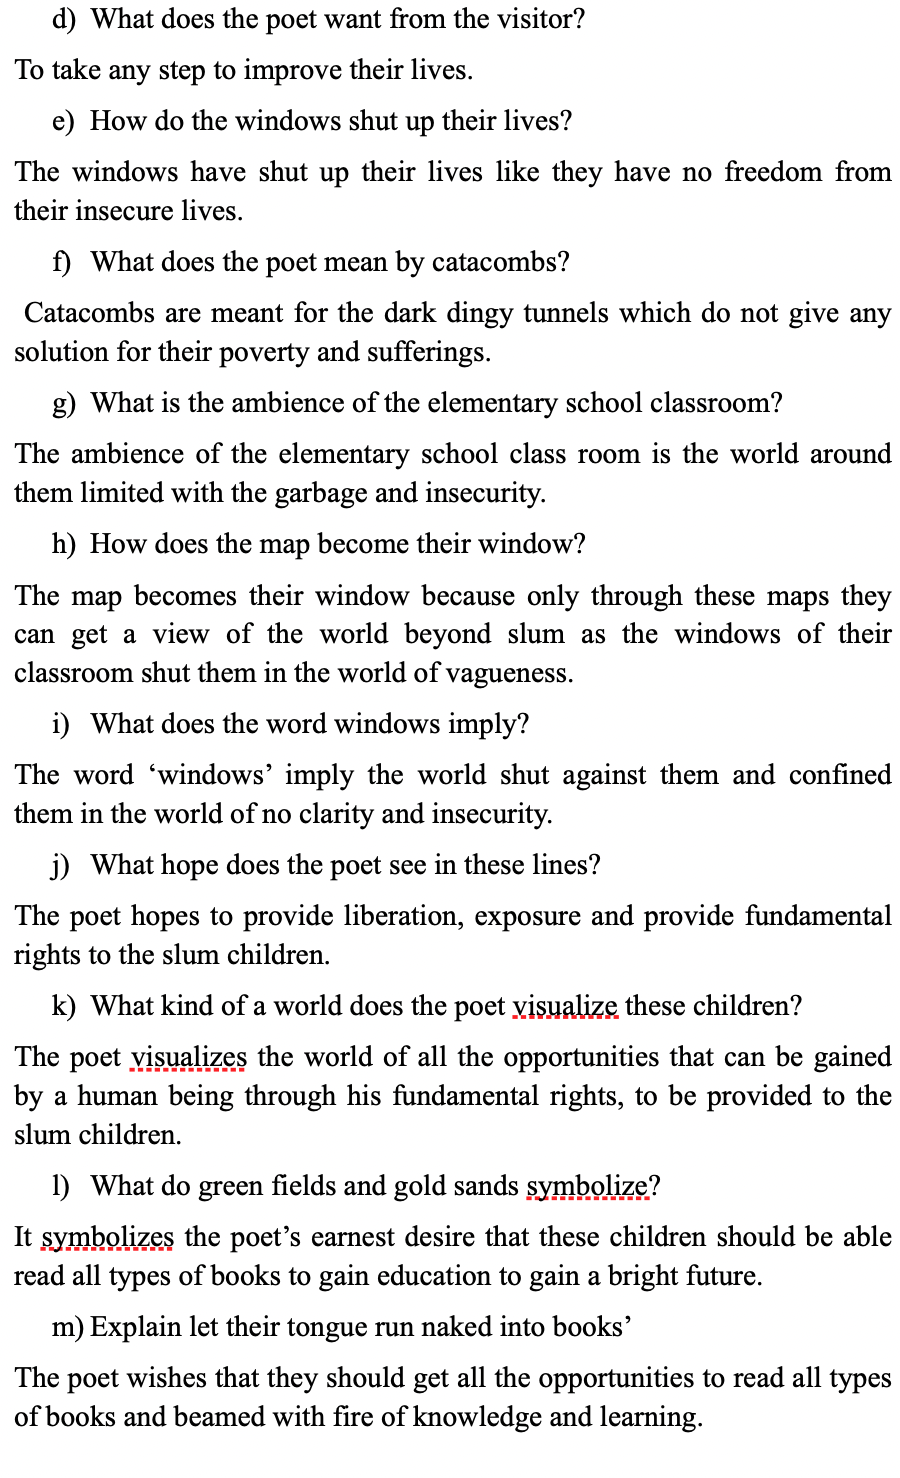 d) What does the poet want from the visitor?
To take any step to improve their lives.
e) How do the windows shut up their lives?
The windows have shut up their lives like they have no freedom from
their insecure lives.
f) What does the poet mean by catacombs?
Catacombs are meant for the dark dingy tunnels which do not give any
solution for their poverty and sufferings.
g) What is the ambience of the elementary school classroom?
The ambience of the elementary school class room is the world around
them limited with the garbage and insecurity.
h) How does the map become their window?
The map becomes their window because only through these maps they
can get a view of the world beyond slum as the windows of their
classroom shut them in the world of vagueness.
i) What does the word windows imply?
The word ‘windows’ imply the world shut against them and confined
them in the world of no clarity and insecurity.
j) What hope does the poet see in these lines?
The poet hopes to provide liberation, exposure and provide fundamental
rights to the slum children.
k) What kind of a world does the poet visualize these children?
The poet visualizes the world of all the opportunities that can be gained
by a human being through his fundamental rights, to be provided to the
slum children.
l) What do green fields and gold sands symbolize?
It symbolizes the poet’s earnest desire that these children should be able
read all types of books to gain education to gain a bright future.
m) Explain let their tongue run naked into books’
The poet wishes that they should get all the opportunities to read all types
of books and beamed with fire of knowledge and learning.